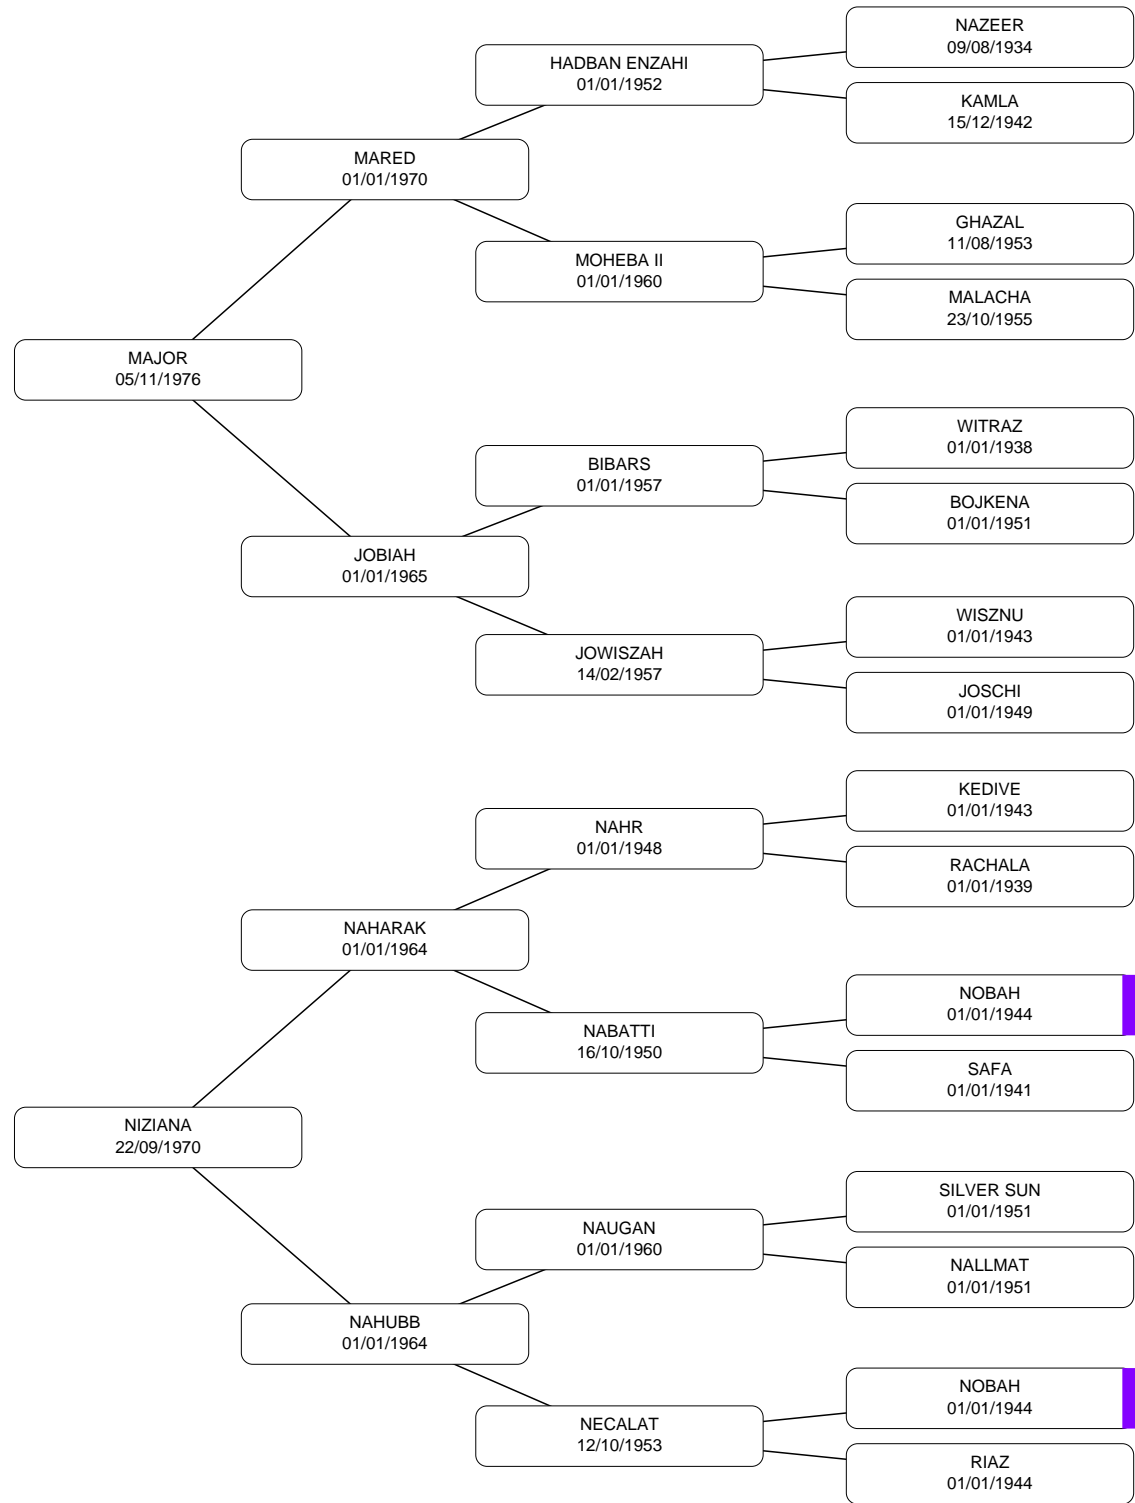 NAZEER
09/08/1934
HADBAN ENZAHI
01/01/1952
KAMLA
15/12/1942
MARED
01/01/1970
GHAZAL
11/08/1953
MOHEBA II
01/01/1960
MALACHA
23/10/1955
MAJOR
05/11/1976
WITRAZ
01/01/1938
BIBARS
01/01/1957
BOJKENA
01/01/1951
JOBIAH
01/01/1965
WISZNU
01/01/1943
JOWISZAH
14/02/1957
JOSCHI
01/01/1949
KEDIVE
01/01/1943
NAHR
01/01/1948
RACHALA
01/01/1939
NAHARAK
01/01/1964
NOBAH
01/01/1944
NABATTI
16/10/1950
SAFA
01/01/1941
NIZIANA
22/09/1970
SILVER SUN
01/01/1951
NAUGAN
01/01/1960
NALLMAT
01/01/1951
NAHUBB
01/01/1964
NOBAH
01/01/1944
NECALAT
12/10/1953
RIAZ
01/01/1944